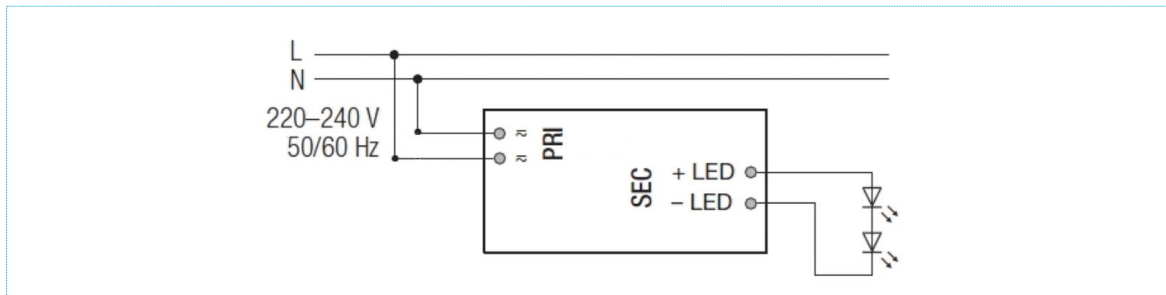 L
N
220–240 V
50/60 Hz
≂
≂
PRI
SEC
+ LED
– LED